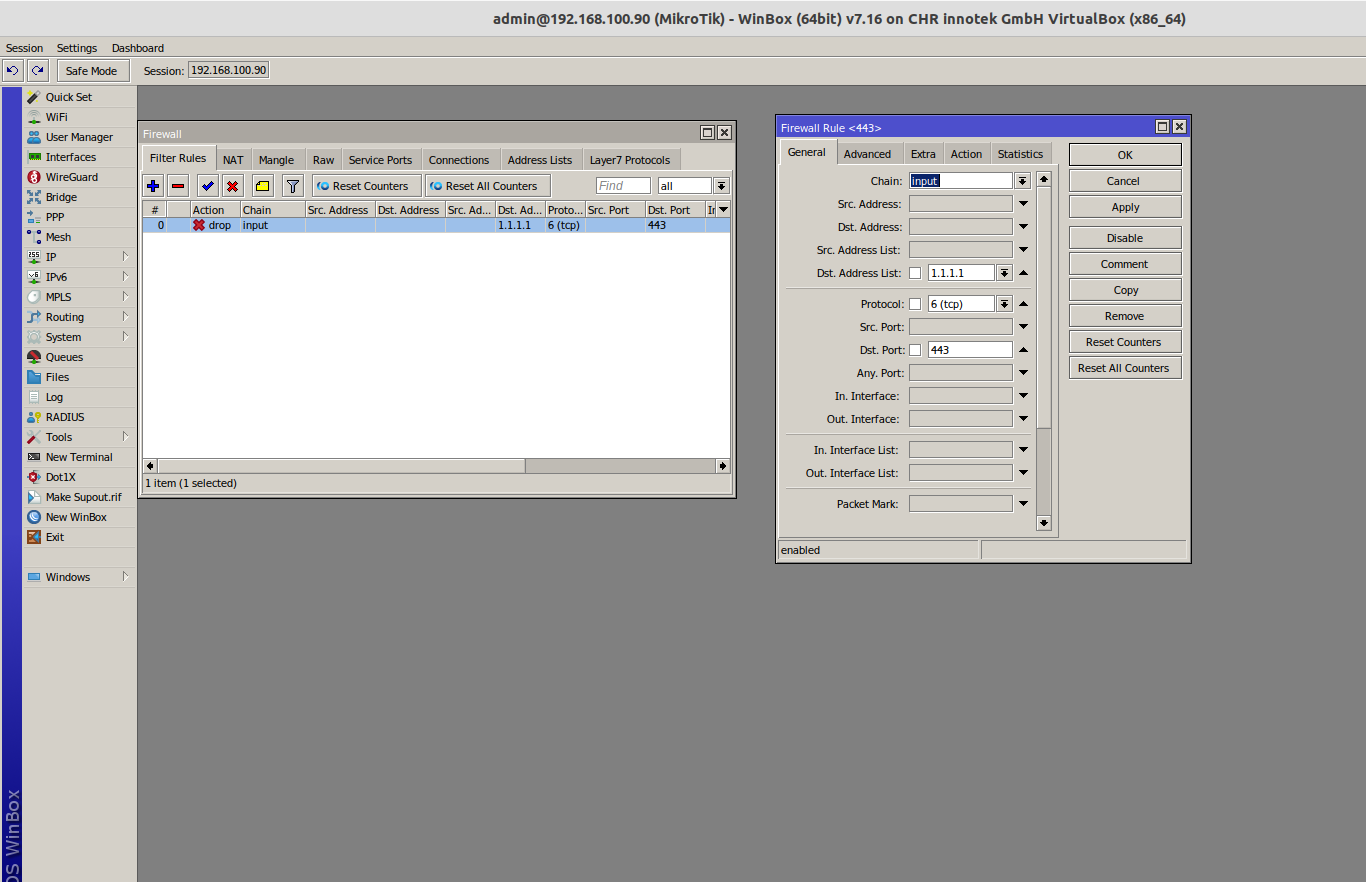 admin@192.168.100.90 (MikroTik) - WinBox (64bit) v7.16 on CHR innotek GmbH VirtualBox (x86_64)
Session Settings Dashboard
Safe Mode Session: 192.168.100.90
Quick Set
WiFi
User Manager
Interfaces
WireGuard
Bridge
PPP
Mesh
IP
IPv6
MPLS
Routing
System
Queues
Files
Log
RADIUS
Tools
New Terminal
Dot1X
Make Supout.rif
New WinBox
Exit
Windows
OS WinBox
Firewall
Filter Rules NAT Mangle Raw Service Ports Connections Address Lists Layer7 Protocols
Reset Counters Reset All Counters Find all
# Action Chain Src. Address Dst. Address Src. Ad... Dst. Ad... Proto... Src. Port Dst. Port
0 drop input 1.1.1.1 6 (tcp) 443
1 item (1 selected)
Firewall Rule <443>
General Advanced Extra Action Statistics
Chain: input
Src. Address:
Dst. Address:
Src. Address List:
Dst. Address List: 1.1.1.1
Protocol: 6 (tcp)
Src. Port:
Dst. Port: 443
Any. Port:
In. Interface:
Out. Interface:
In. Interface List:
Out. Interface List:
Packet Mark:
OK
Cancel
Apply
Disable
Comment
Copy
Remove
Reset Counters
Reset All Counters
enabled